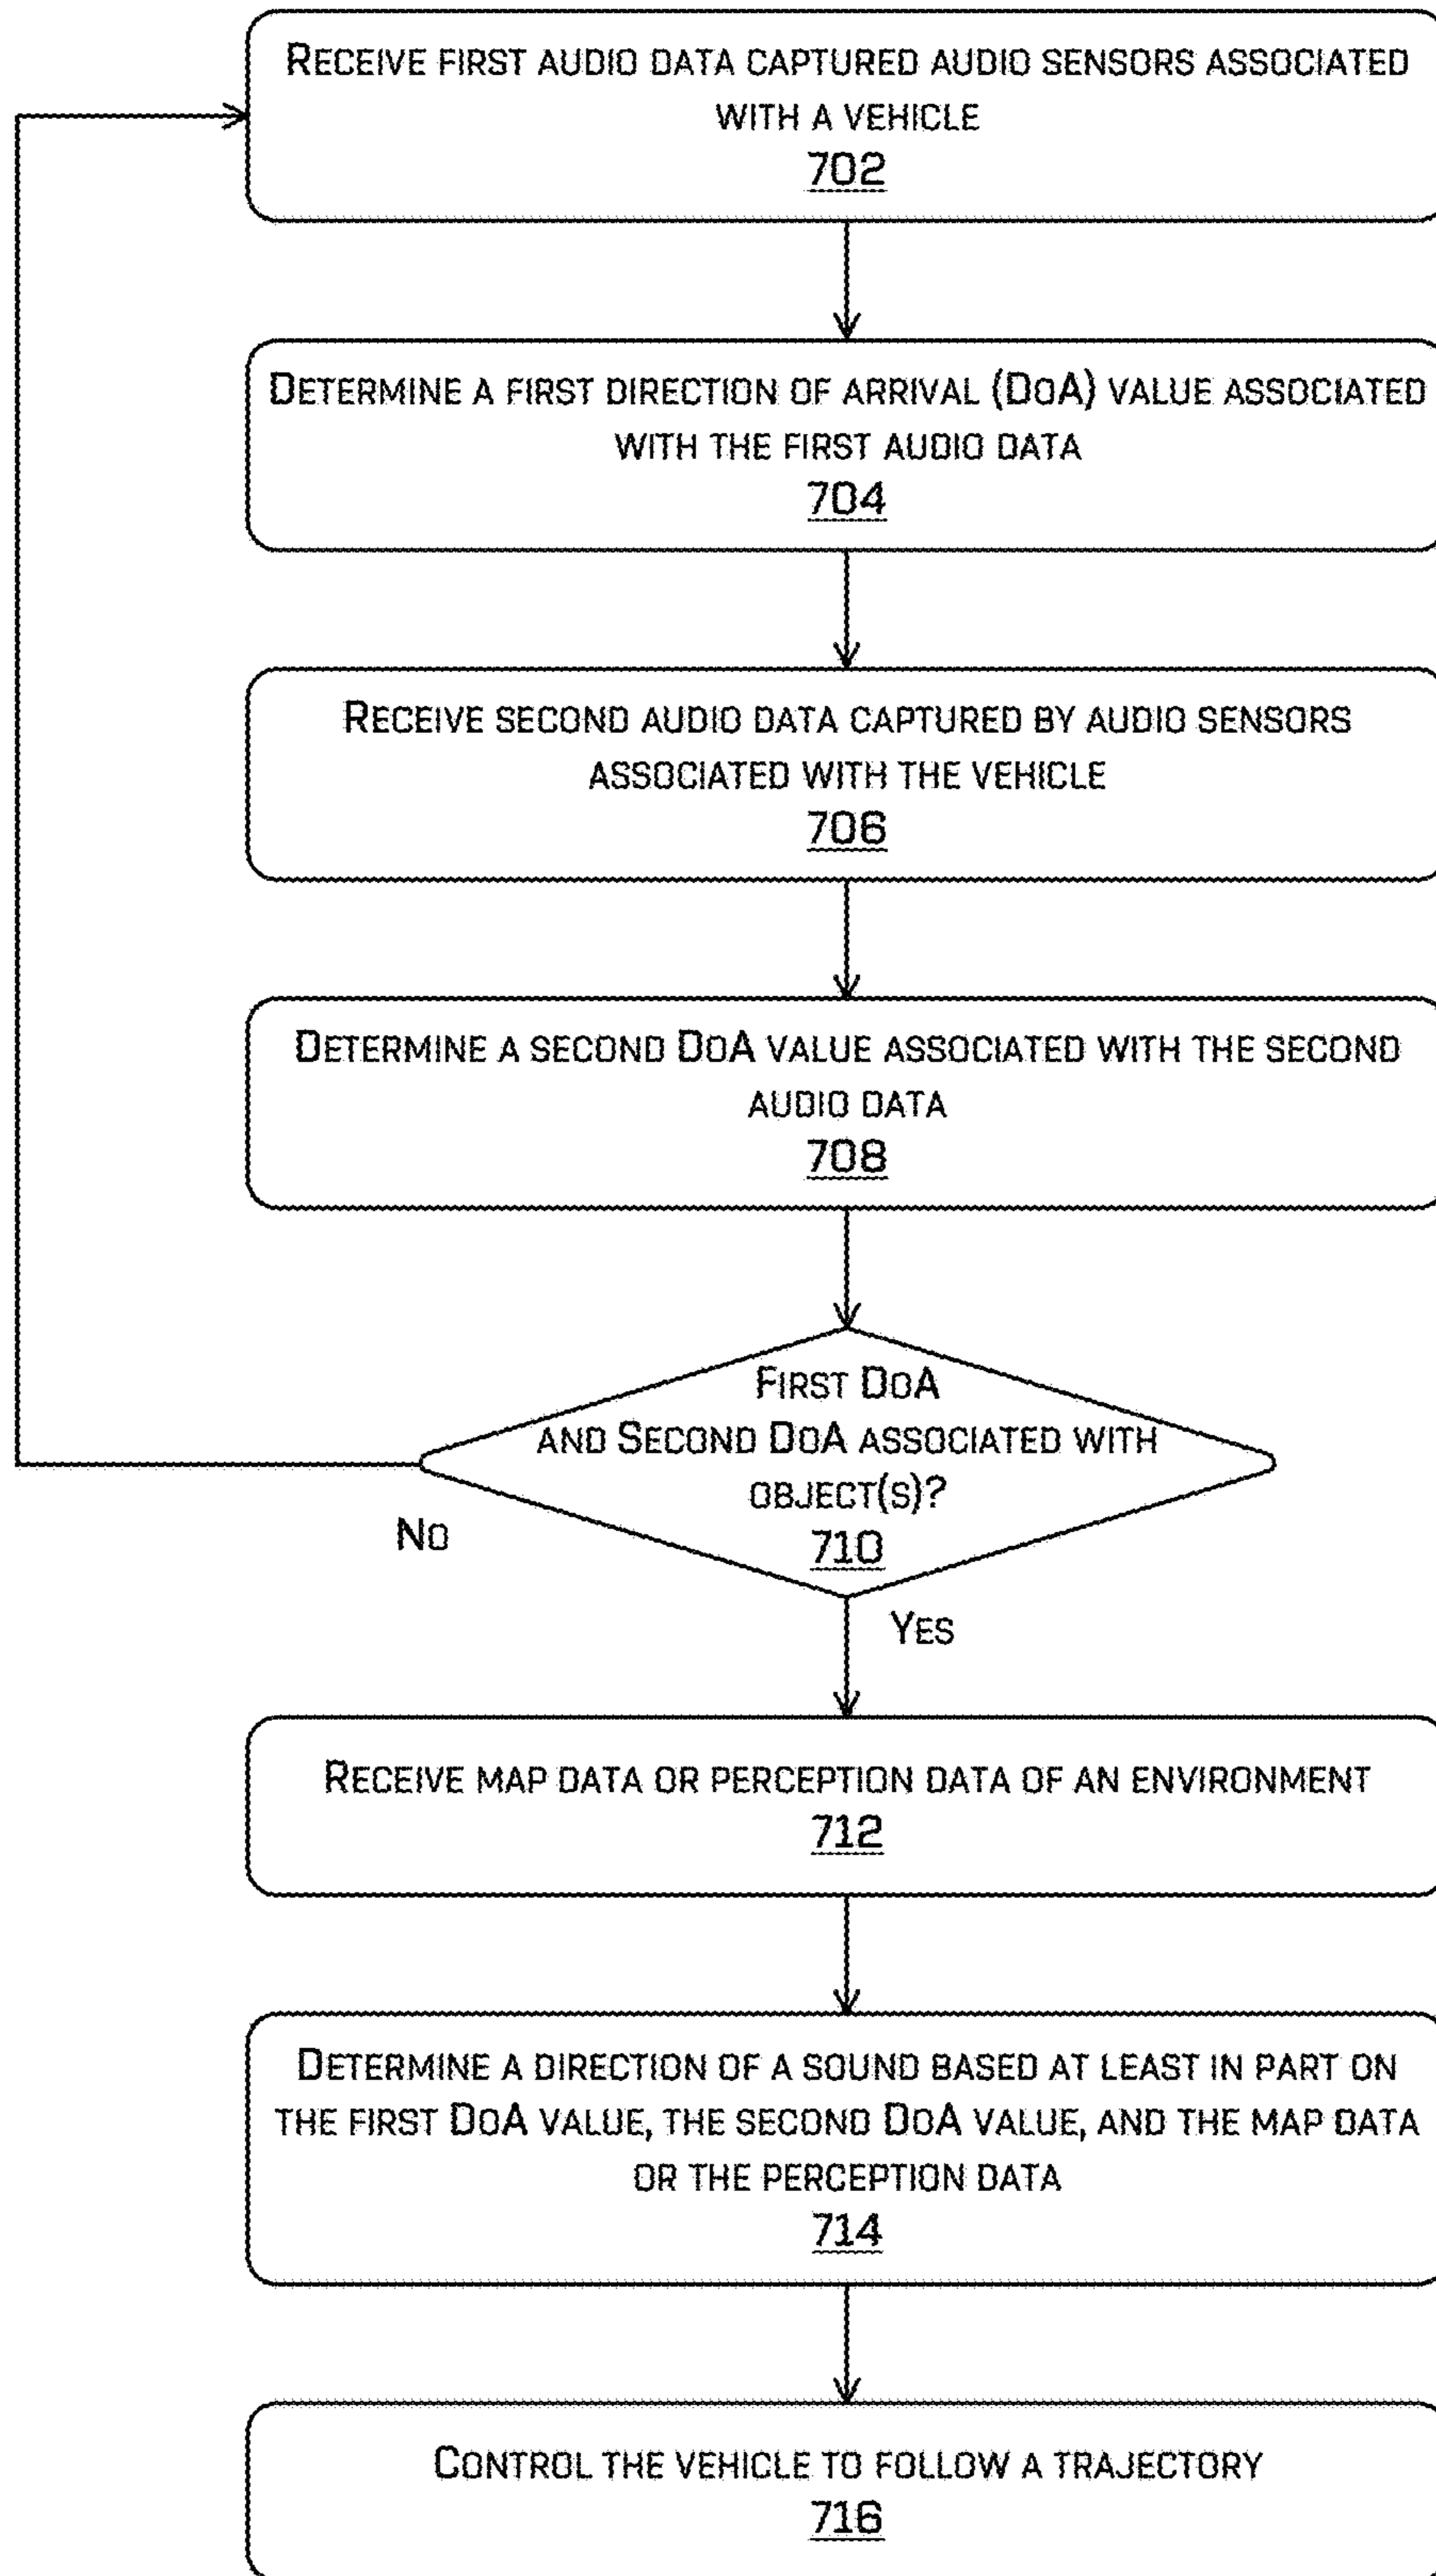 RECEIVE FIRST AUDIO DATA CAPTURED AUDIO SENSORS ASSOCIATED
WITH A VEHICLE
702
DETERMINE A FIRST DIRECTION OF ARRIVAL (DOA) VALUE ASSOCIATED
WITH THE FIRST AUDIO DATA
704
RECEIVE SECOND AUDIO DATA CAPTURED BY AUDIO SENSORS
ASSOCIATED WITH THE VEHICLE
706
DETERMINE A SECOND DOA VALUE ASSOCIATED WITH THE SECOND
AUDIO DATA
708
FIRST DOA
AND SECOND DOA ASSOCIATED WITH
OBJECT(S)?
710
NO
YES
RECEIVE MAP DATA OR PERCEPTION DATA OF AN ENVIRONMENT
712
DETERMINE A DIRECTION OF A SOUND BASED AT LEAST IN PART ON
THE FIRST DOA VALUE, THE SECOND DOA VALUE, AND THE MAP DATA
OR THE PERCEPTION DATA
714
CONTROL THE VEHICLE TO FOLLOW A TRAJECTORY
716